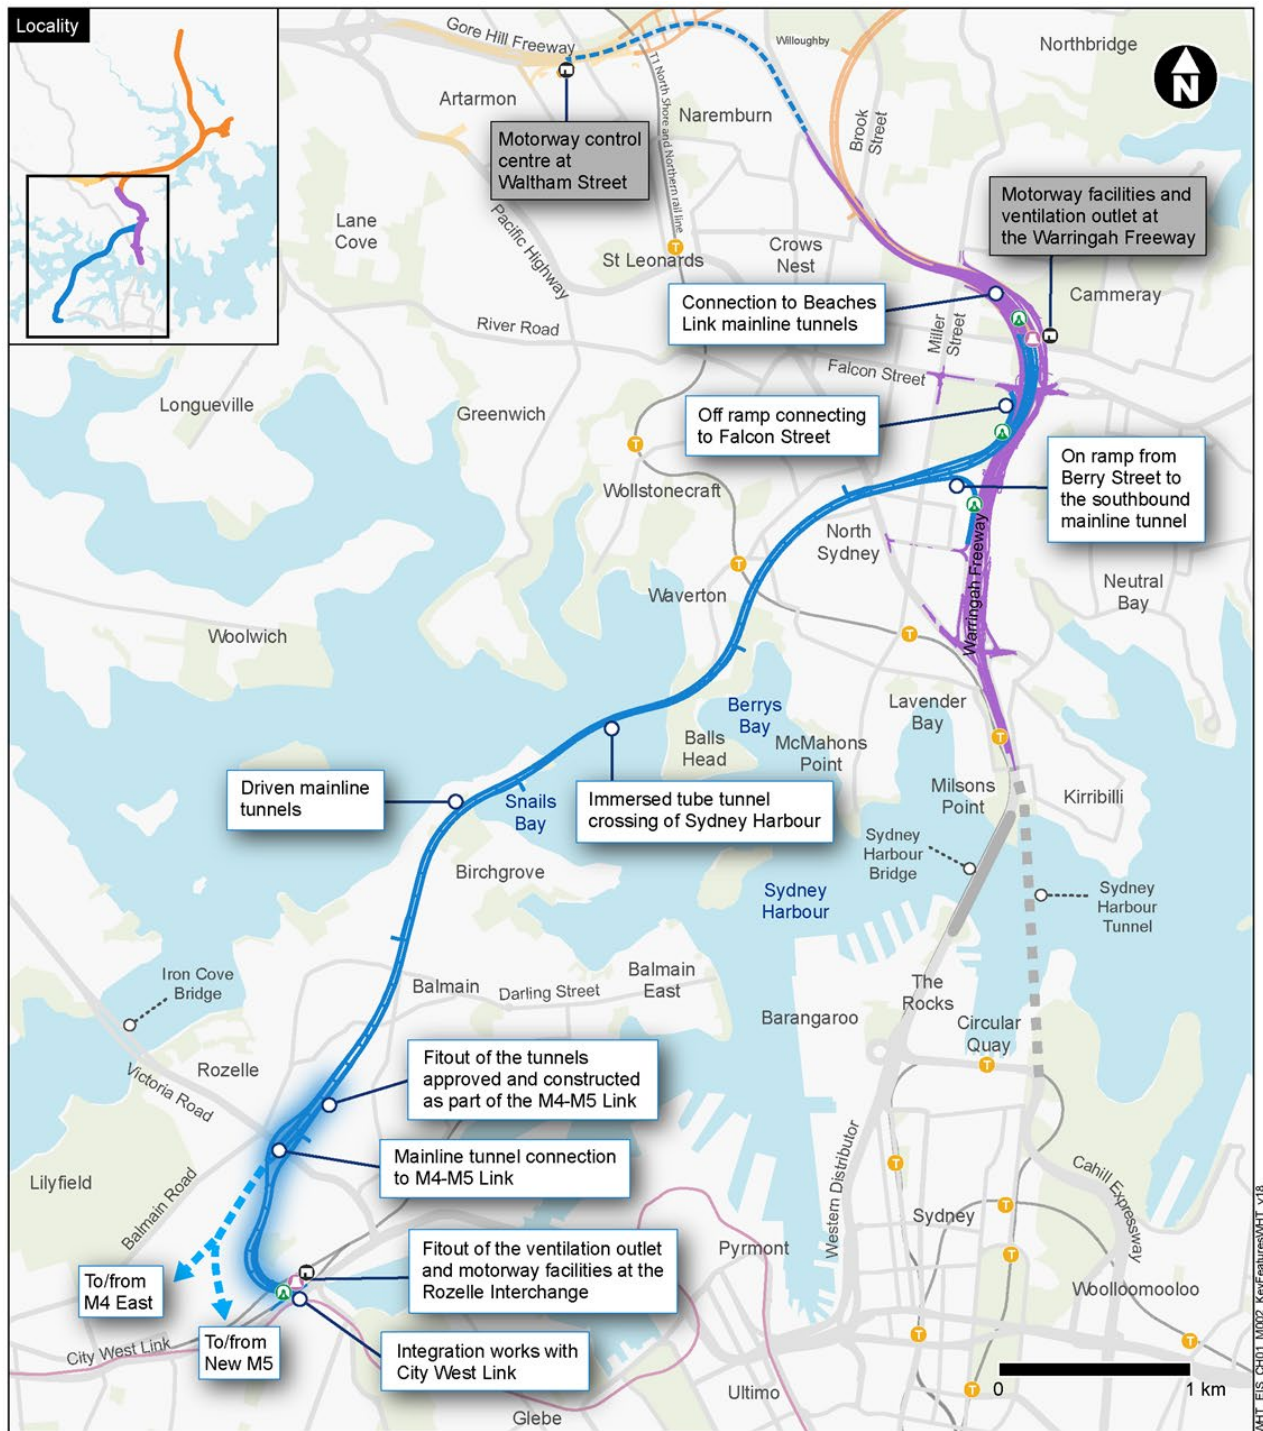 Locality
Gore Hill Freeway
Willoughby
Northbridge
N
Artarmon
T1 North Shore and Northern rail line
Naremburn
Brook
Street
Motorway control
centre at
Waltham Street
Motorway facilities and
ventilation outlet at
the Warringah Freeway
Lane
Cove
Pacific Highway
T
St Leonards
Crows
Nest
Connection to Beaches
Link mainline tunnels
Cammeray
River Road
Miller
Street
Falcon Street
Longueville
Greenwich
Off ramp connecting
to Falcon Street
T
On ramp from
Berry Street to
the southbound
mainline tunnel
Wollstonecraft
North
Sydney
Warringah Freeway
T
Waverton
Neutral
Bay
Woolwich
T
Berrys
Bay
Lavender
Bay
Balls
Head
McMahons
Point
T
Driven mainline
tunnels
Snails
Bay
Immersed tube tunnel
crossing of Sydney Harbour
Milsons
Point
Kirribilli
Sydney
Harbour
Bridge
Birchgrove
Sydney
Harbour
Sydney
Harbour
Tunnel
Iron Cove
Bridge
Balmain
Darling Street
Balmain
East
The
Rocks
Barangaroo
Circular
Quay
T
Rozelle
Victoria Road
Fitout of the tunnels
approved and constructed
as part of the M4-M5 Link
Mainline tunnel connection
to M4-M5 Link
Lilyfield
Balmain Road
Western Distributor
T
Cahill Expressway
T
Sydney
Pyrmont
T
Fitout of the ventilation outlet
and motorway facilities at the
Rozelle Interchange
To/from
M4 East
Woolloomooloo
To/from
New M5
City West Link
Integration works with
City West Link
T
T
T
0
1 km
Ultimo
Glebe
WHT_EIS_CH01_M002_KeyFeaturesWHT_v18